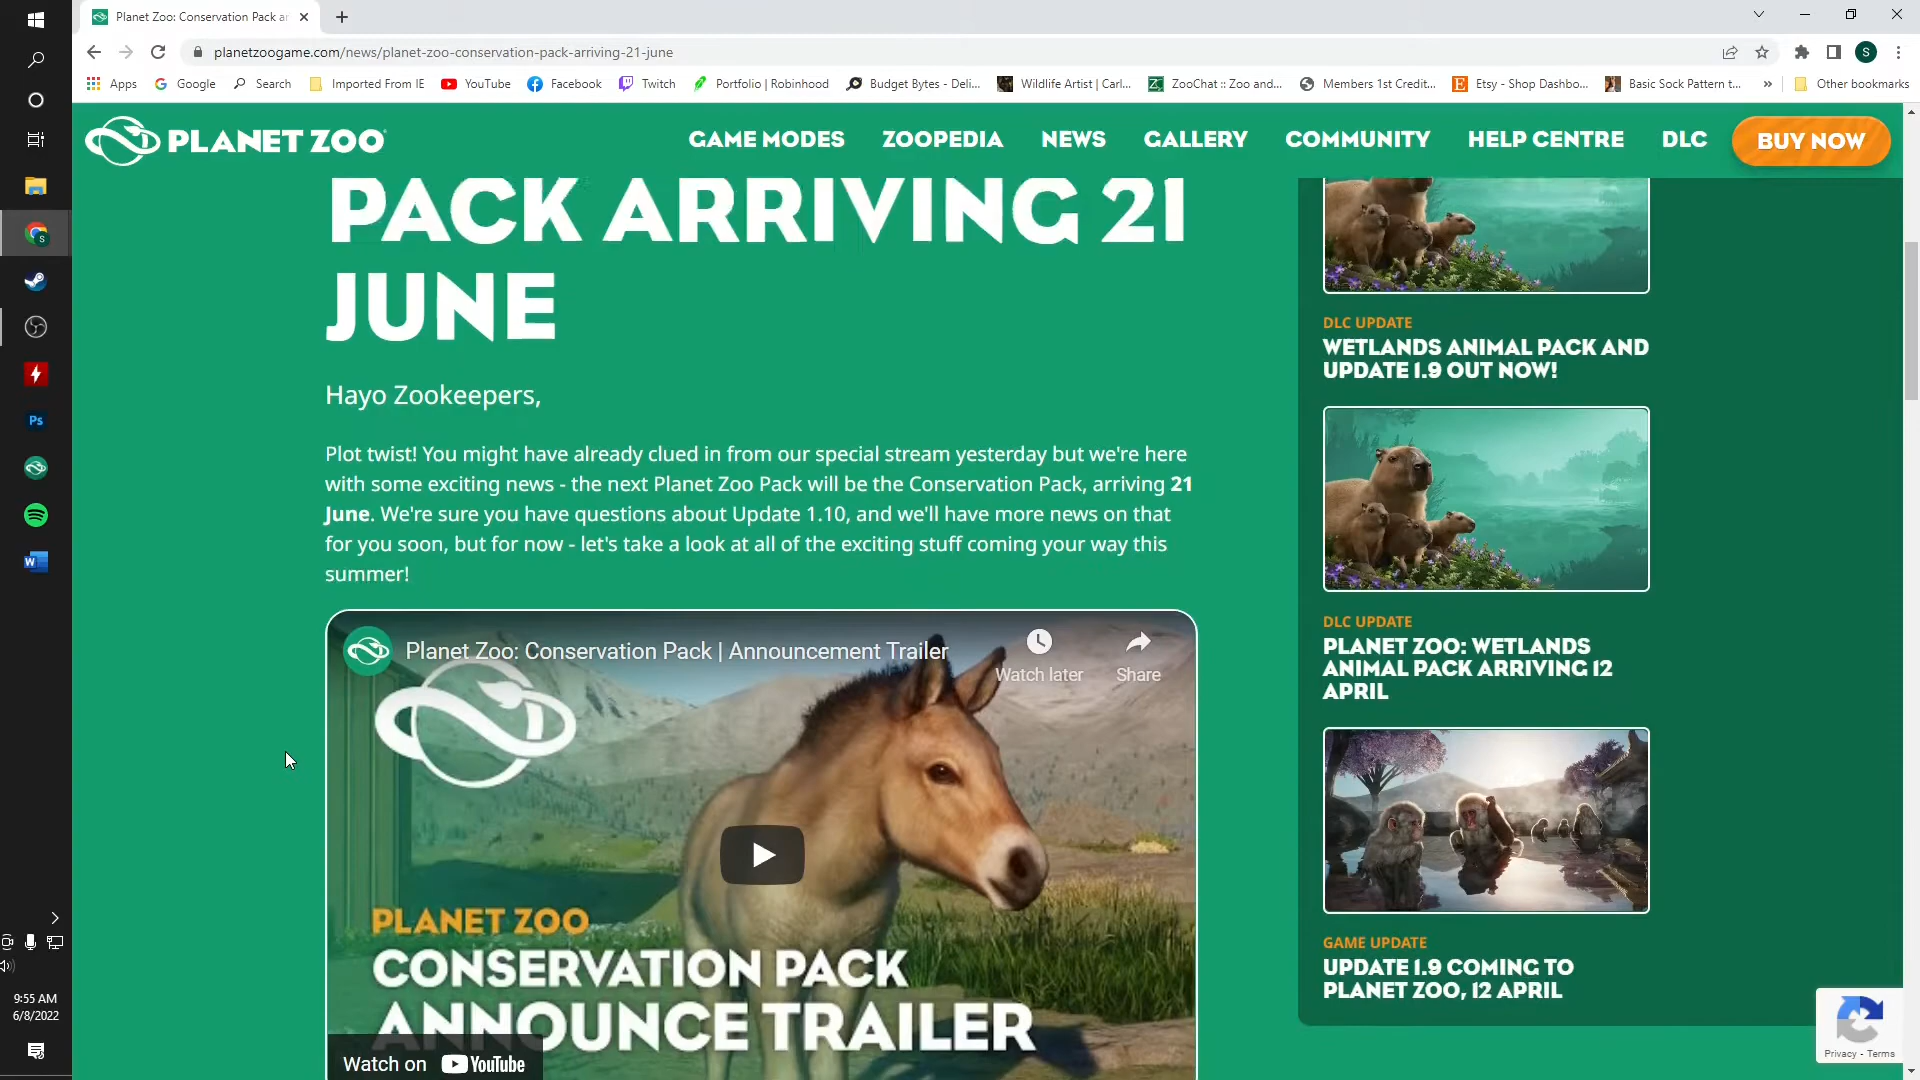 Planet Zoo: Conservation Pack ar
planetzoogame.com/news/planet-zoo-conservation-pack-arriving-21-june
S
Apps
Google
Search
Imported From IE
YouTube
Facebook
Twitch
Portfolio | Robinhood
Budget Bytes - Deli...
Wildlife Artist | Carl...
ZooChat :: Zoo and...
Members 1st Credit...
Etsy - Shop Dashbo...
Basic Sock Pattern t...
»
Other bookmarks
PLANET ZOO
GAME MODES
ZOOPEDIA
NEWS
GALLERY
COMMUNITY
HELP CENTRE
DLC
BUY NOW
PACK ARRIVING 21
JUNE
Hayo Zookeepers,
Plot twist! You might have already clued in from our special stream yesterday but we're here
with some exciting news - the next Planet Zoo Pack will be the Conservation Pack, arriving 21
June. We're sure you have questions about Update 1.10, and we'll have more news on that
for you soon, but for now - let's take a look at all of the exciting stuff coming your way this
summer!
Planet Zoo: Conservation Pack | Announcement Trailer
Watch later
Share
PLANET ZOO
CONSERVATION PACK
ANNOUNCE TRAILER
Watch on YouTube
DLC UPDATE
WETLANDS ANIMAL PACK AND
UPDATE 1.9 OUT NOW!
DLC UPDATE
PLANET ZOO: WETLANDS
ANIMAL PACK ARRIVING 12
APRIL
GAME UPDATE
UPDATE 1.9 COMING TO
PLANET ZOO, 12 APRIL
Privacy - Terms
S
Ps
W
9:55 AM
6/8/2022